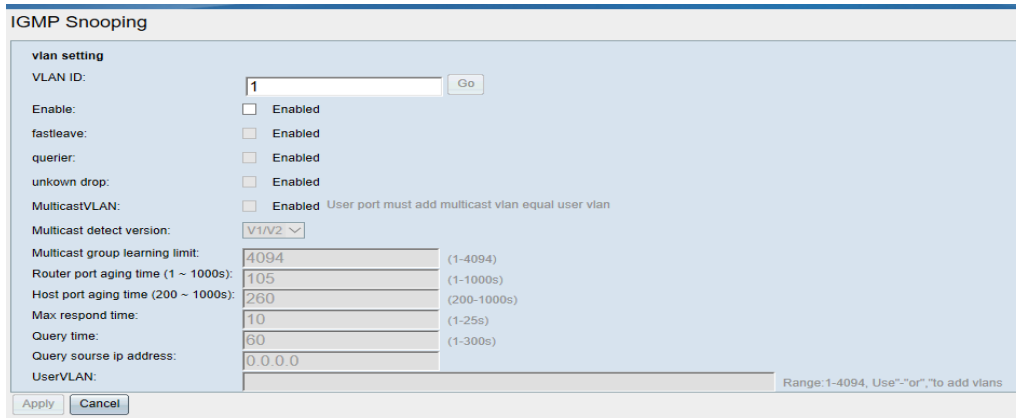 IGMP Snooping
vlan setting
VLAN ID: 1 Go
Enable: Enabled
fastleave: Enabled
querier: Enabled
unkown drop: Enabled
MulticastVLAN: Enabled User port must add multicast vlan equal user vlan
Multicast detect version: V1/V2
Multicast group learning limit: 4094 (1-4094)
Router port aging time (1 ~ 1000s): 105 (1-1000s)
Host port aging time (200 ~ 1000s): 260 (200-1000s)
Max respond time: 10 (1-25s)
Query time: 60 (1-300s)
Query sourse ip address: 0.0.0.0
UserVLAN: Range:1-4094, Use"-"or","to add vlans
Apply Cancel